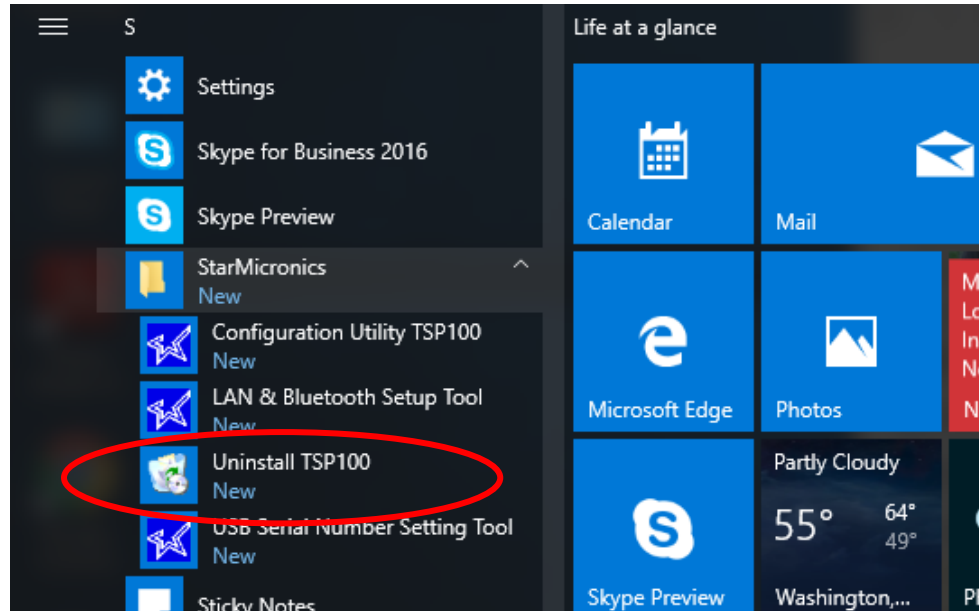 S
Settings
Skype for Business 2016
Skype Preview
StarMicronics
New
Configuration Utility TSP100
New
LAN & Bluetooth Setup Tool
New
Uninstall TSP100
New
USB Serial Number Setting Tool
New
Sticky Notes
Life at a glance
Calendar
Mail
Microsoft Edge
Photos
Skype Preview
Partly Cloudy
55°
64°
49°
Washington,...